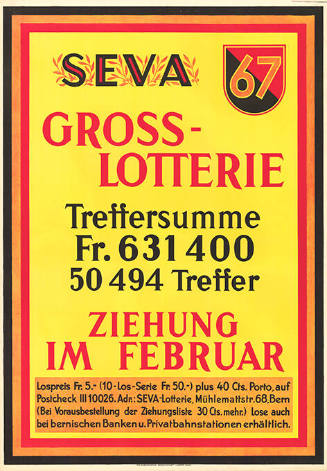 SEVA 67
GROSS-
LOTTERIE
Treffersumme
Fr. 631 400
50 494 Treffer
ZIEHUNG
IM FEBRUAR
Lospreis Fr. 5.- (10-Los-Serie Fr. 50.-) plus 40 Cts. Porto, auf
Postcheck III 10026. Adr.: SEVA-Lotterie, Mühlemattstr. 68, Bern
(Bei Vorausbestellung der Ziehungsliste 30 Cts. mehr.) Lose auch
bei bernischen Banken u. Privatbahnstationen erhältlich.